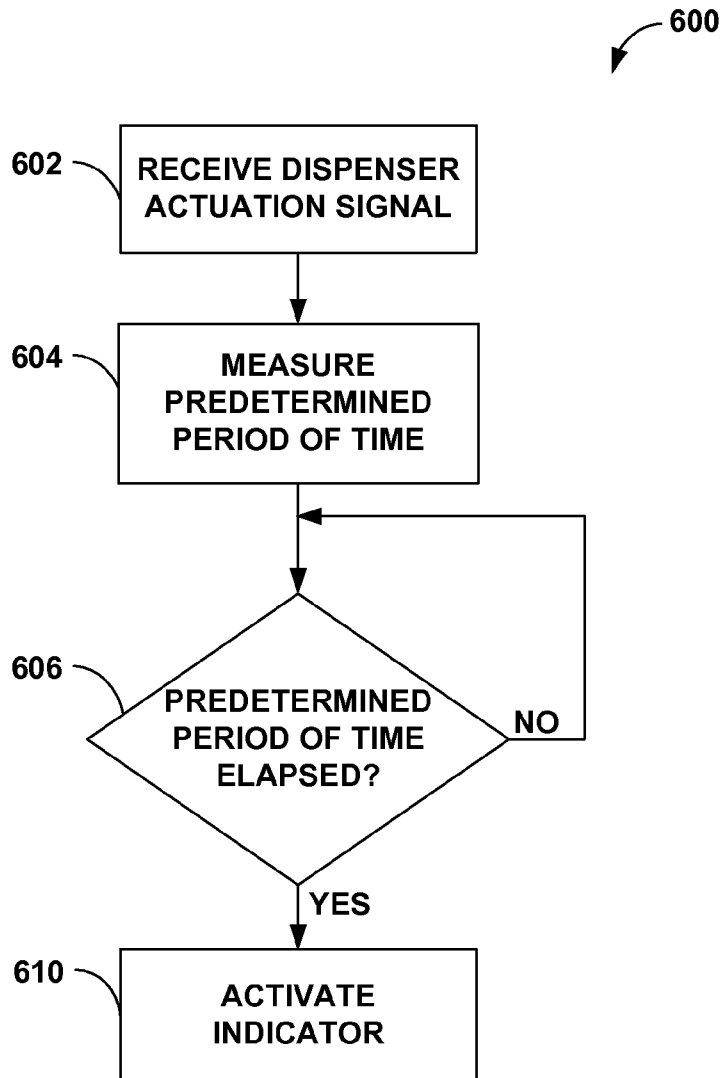 600
602
RECEIVE DISPENSER
ACTUATION SIGNAL
604
MEASURE
PREDETERMINED
PERIOD OF TIME
606
PREDETERMINED
PERIOD OF TIME
ELAPSED?
NO
YES
610
ACTIVATE
INDICATOR